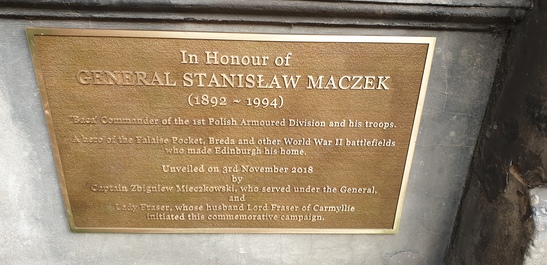 In Honour of
GENERAL STANISŁAW MACZEK
(1892 ~ 1994)
'Baca' Commander of the 1st Polish Armoured Division and his troops.
A hero of the Falaise Pocket, Breda and other World War II battlefields
who made Edinburgh his home.
Unveiled on 3rd November 2018
by
Captain Zbigniew Mieczkowski, who served under the General,
and
Lady Fraser, whose husband Lord Fraser of Carmyllie
initiated this commemorative campaign.